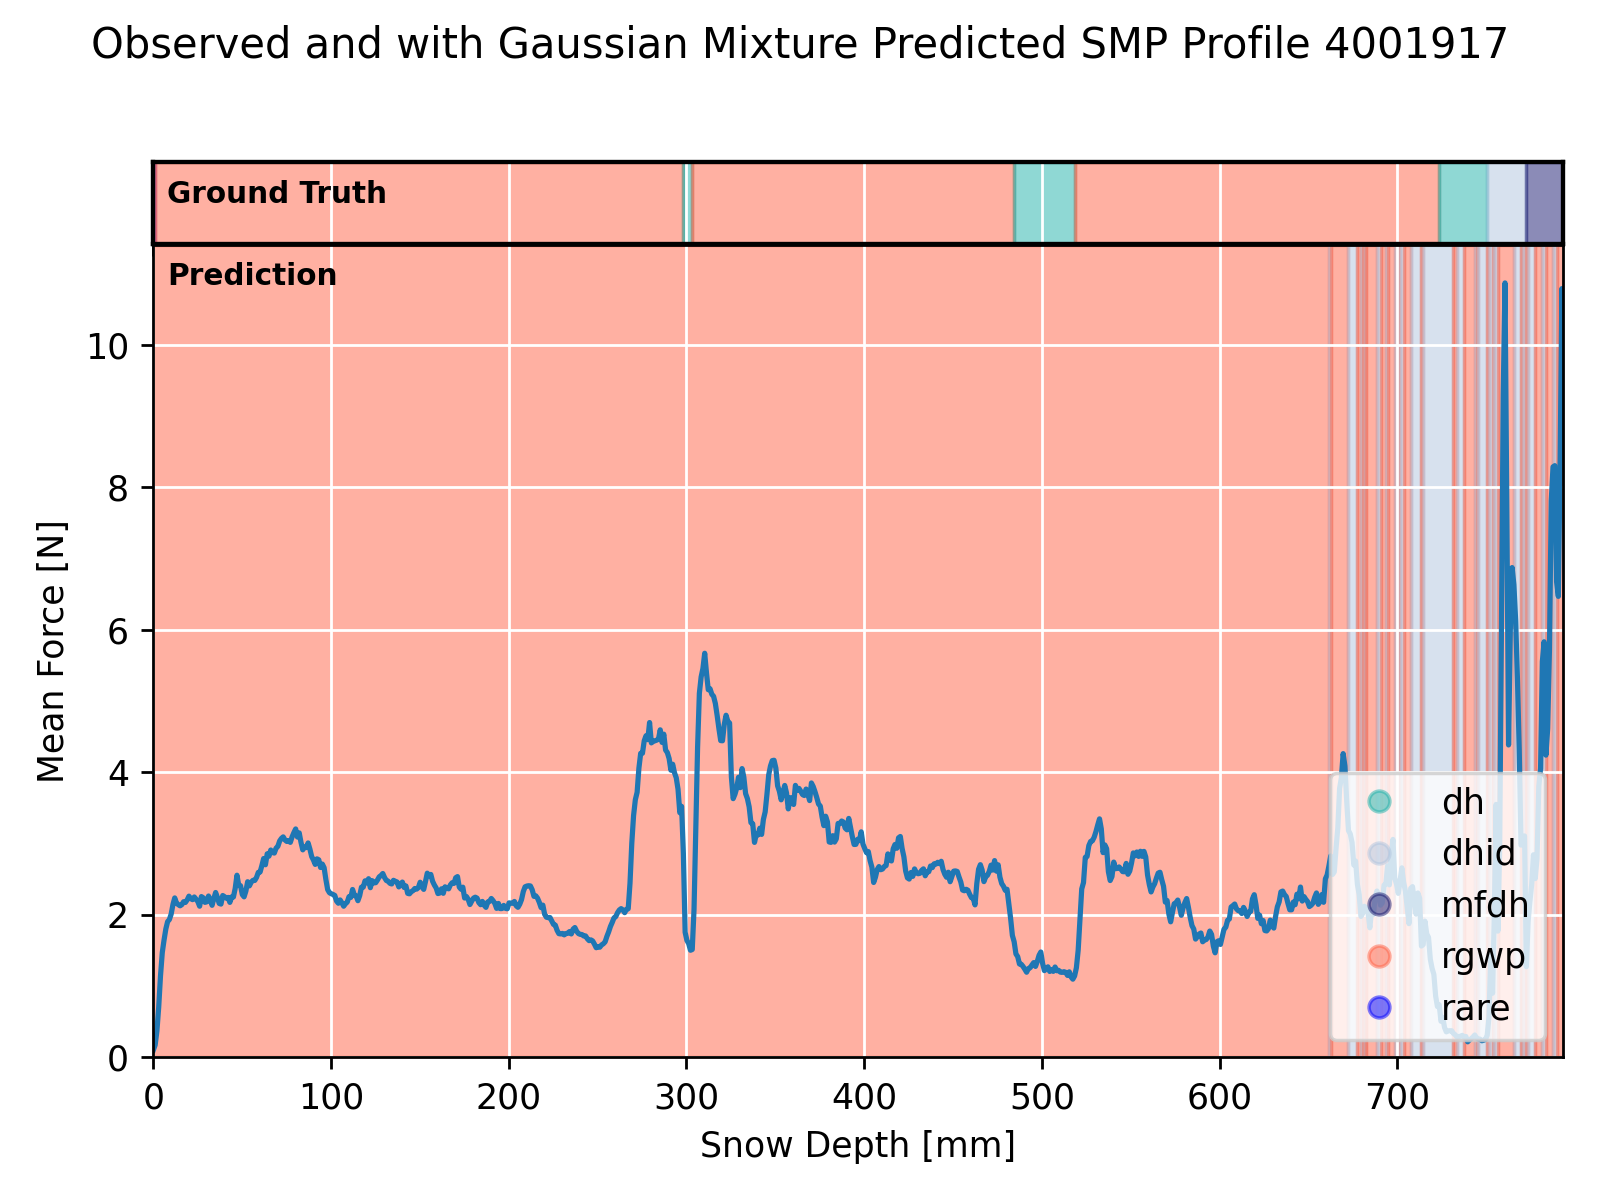 Observed and with Gaussian Mixture Predicted SMP Profile 4001917
Ground Truth
Prediction
10
8
6
4
2
0
Mean Force [N]
dh
dhid
mfdh
rgwp
rare
0 100 200 300 400 500 600 700
Snow Depth [mm]